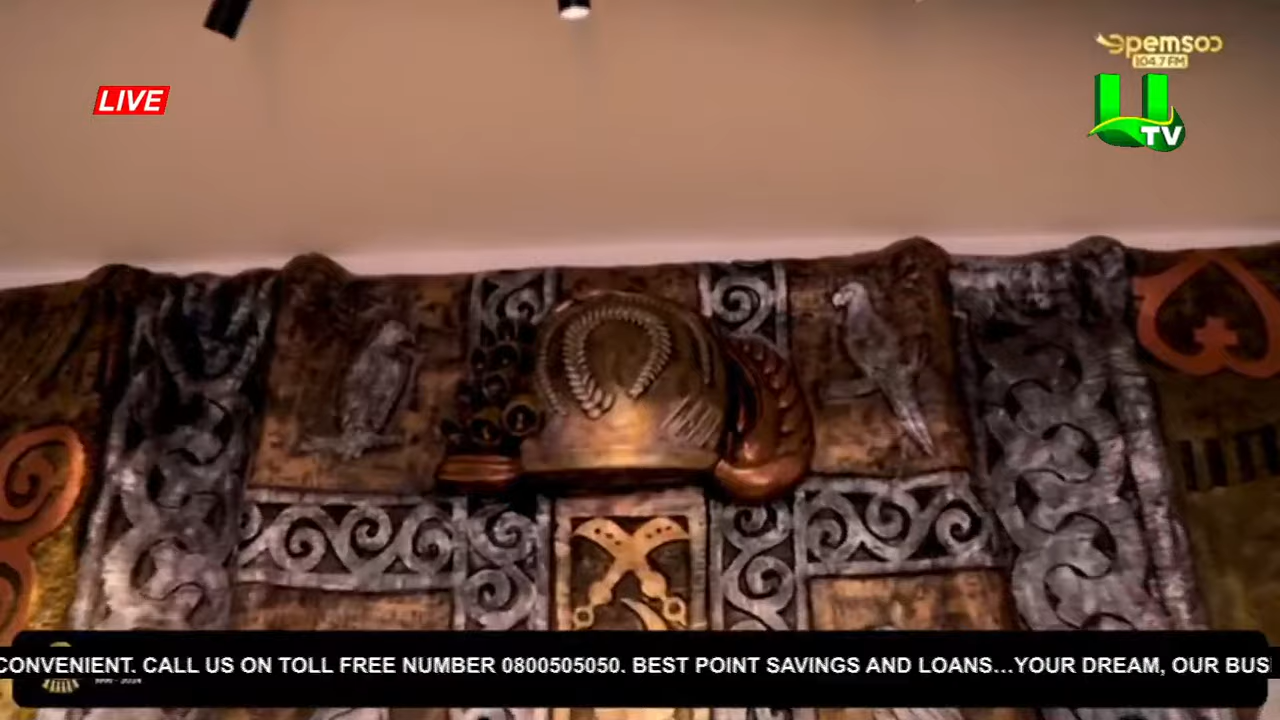 ɔpemsoɔ
104.7 FM
LIVE
U
TV
CONVENIENT. CALL US ON TOLL FREE NUMBER 0800505050. BEST POINT SAVINGS AND LOANS...YOUR DREAM, OUR BUS